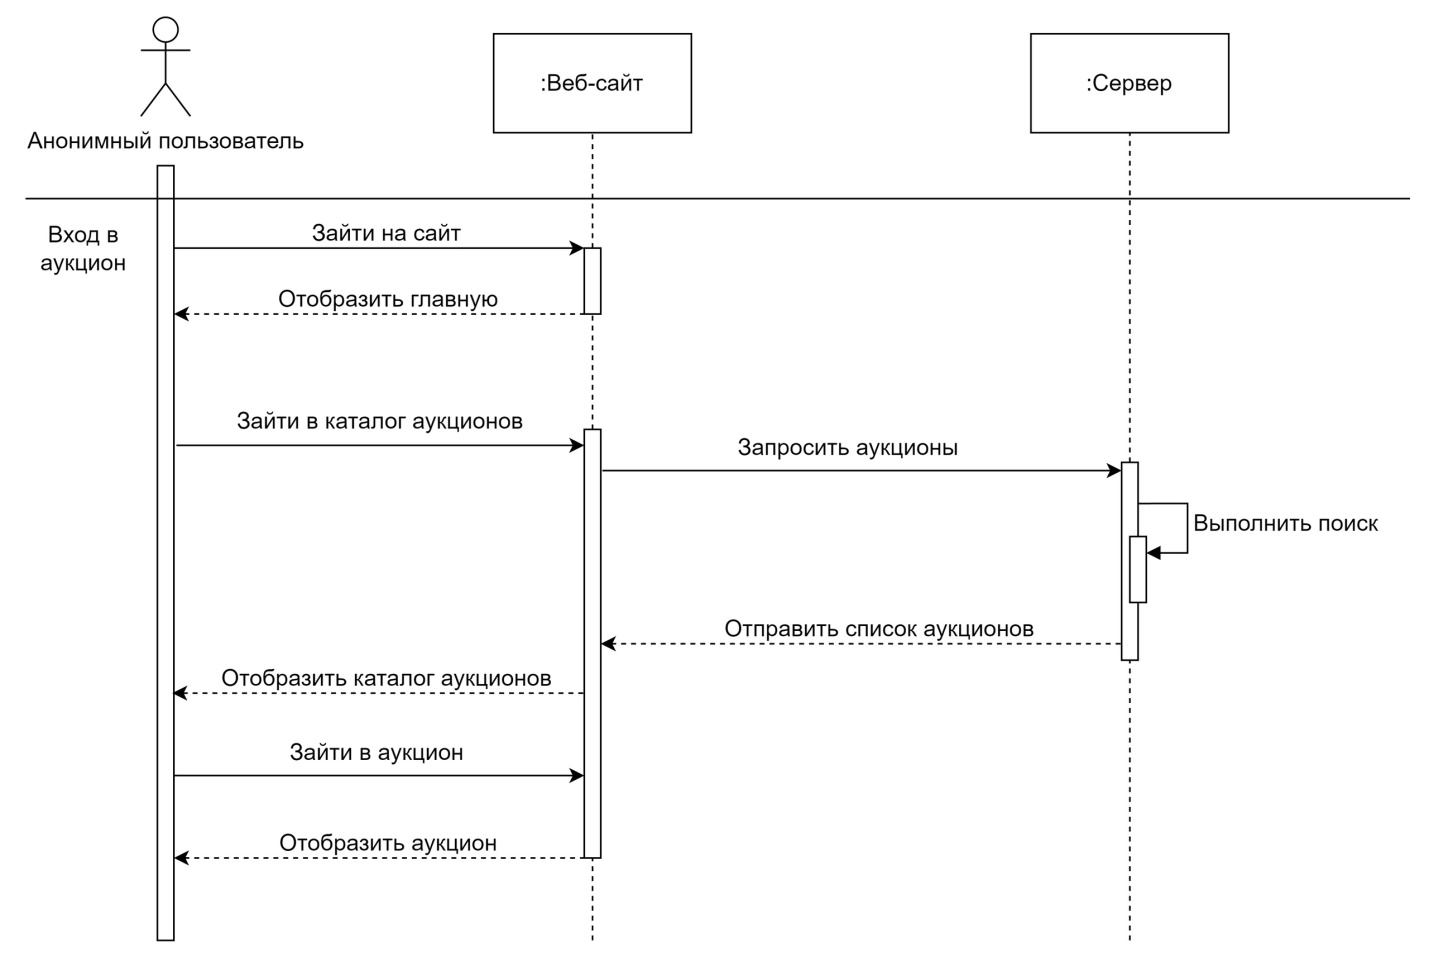 Анонимный пользователь
:Веб-сайт
:Сервер
Вход в
аукцион
Зайти на сайт
Отобразить главную
Зайти в каталог аукционов
Запросить аукционы
Выполнить поиск
Отправить список аукционов
Отобразить каталог аукционов
Зайти в аукцион
Отобразить аукцион